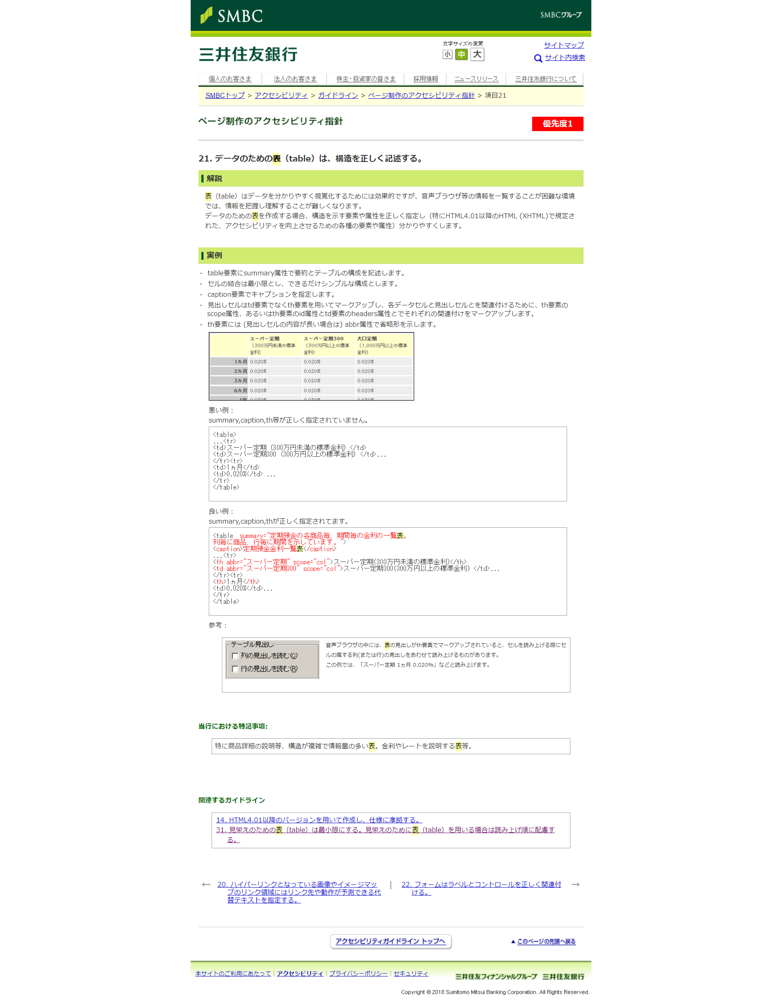 SMBC
SMBCグループ
三井住友銀行
文字サイズの変更
小 中 大
サイトマップ
サイト内検索
個人のお客さま 法人のお客さま 株主・投資家の皆さま 採用情報 ニュースリリース 三井住友銀行について
SMBCトップ > アクセシビリティ > ガイドライン > ページ制作のアクセシビリティ指針 > 項目21
ページ制作のアクセシビリティ指針
優先度1
21. データのための表（table）は、構造を正しく記述する。
解説
表（table）はデータを分かりやすく視覚化するためには効果的ですが、音声ブラウザ等の情報を一覧することが困難な環境
では、情報を把握し理解することが難しくなります。
データのための表を作成する場合、構造を示す要素や属性を正しく指定し（特にHTML4.01以降のHTML (XHTML)で規定さ
れた、アクセシビリティを向上させるための各種の要素や属性）分かりやすくします。
実例
・ table要素にsummary属性で要約とテーブルの構成を記述します。
・ セルの結合は最小限とし、できるだけシンプルな構成とします。
・ caption要素でキャプションを指定します。
・ 見出しセルはtd要素でなくth要素を用いてマークアップし、各データセルと見出しセルとを関連付けるために、th要素の
scope属性、あるいはth要素のid属性とtd要素のheaders属性とでそれぞれの関連付けをマークアップします。
・ th要素には (見出しセルの内容が長い場合は) abbr属性で省略形を示します。
スーパー定期 スーパー定期300 大口定期
（300万円未満の標準 （300万円以上の標準 （1,000万円以上の標準
金利） 金利） 金利）
1カ月 0.020% 0.020% 0.020%
2カ月 0.020% 0.020% 0.020%
3カ月 0.020% 0.020% 0.020%
6カ月 0.020% 0.020% 0.020%
1年 0.030% 0.030% 0.030%
悪い例：
summary,caption,th等が正しく指定されていません。
<table>
...<tr>
<td>スーパー定期（300万円未満の標準金利）</td>
<td>スーパー定期300（300万円以上の標準金利）</td>...
</tr><tr>
<td>1ヵ月</td>
<td>0.020%</td> ...
</tr>
</table>
良い例：
summary,caption,thが正しく指定されてます。
<table summary="定期預金の各商品毎、期間毎の金利の一覧表。
列毎に商品、行毎に期間を示しています。">
<caption>定期預金金利一覧表</caption>
...<tr>
<th abbr="スーパー定期" scope="col">スーパー定期(300万円未満の標準金利)</th>
<td abbr="スーパー定期300" scope="col">スーパー定期300(300万円以上の標準金利）</td>...
</tr><tr>
<th>1ヵ月</th>
<td>0.020%</td>...
</tr>
</table>
参考：
テーブル見出し:
列の見出しを読む(C)
行の見出しを読む(R)
音声ブラウザの中には、表の見出しがth要素でマークアップされていると、セルを読み上げる際にセ
ルの属する列(または行)の見出しをあわせて読み上げるものがあります。
この例では、「スーパー定期 1ヵ月 0.020%」などと読み上げます。
当行における特記事項:
特に商品詳細の説明等、構造が複雑で情報量の多い表。金利やレートを説明する表等。
関連するガイドライン
14. HTML4.01以降のバージョンを用いて作成し、仕様に準拠する。
31. 見栄えのための表（table）は最小限にする。見栄えのために表（table）を用いる場合は読み上げ順に配慮す
る。
← 20. ハイパーリンクとなっている画像やイメージマッ
プのリンク領域にはリンク先や動作が予測できる代
替テキストを指定する。
| 22. フォームはラベルとコントロールを正しく関連付 →
ける。
アクセシビリティガイドライン トップへ
▲ このページの先頭へ戻る
本サイトのご利用にあたって | アクセシビリティ | プライバシーポリシー | セキュリティ
三井住友フィナンシャルグループ 三井住友銀行
Copyright © 2018 Sumitomo Mitsui Banking Corporation. All Rights Reserved.